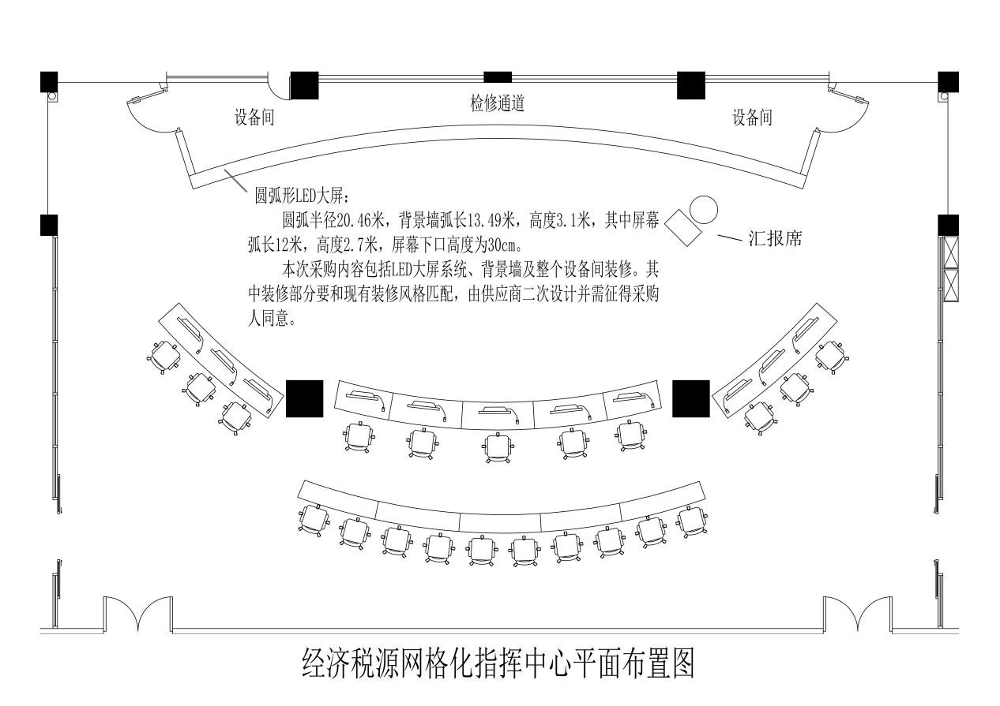 检修通道
设备间
设备间
圆弧形LED大屏：
圆弧半径20.46米，背景墙弧长13.49米，高度3.1米，其中屏幕
弧长12米，高度2.7米，屏幕下口高度为30cm。
本次采购内容包括LED大屏系统、背景墙及整个设备间装修。其
中装修部分要和现有装修风格匹配，由供应商二次设计并需征得采购
人同意。
汇报席
经济税源网格化指挥中心平面布置图